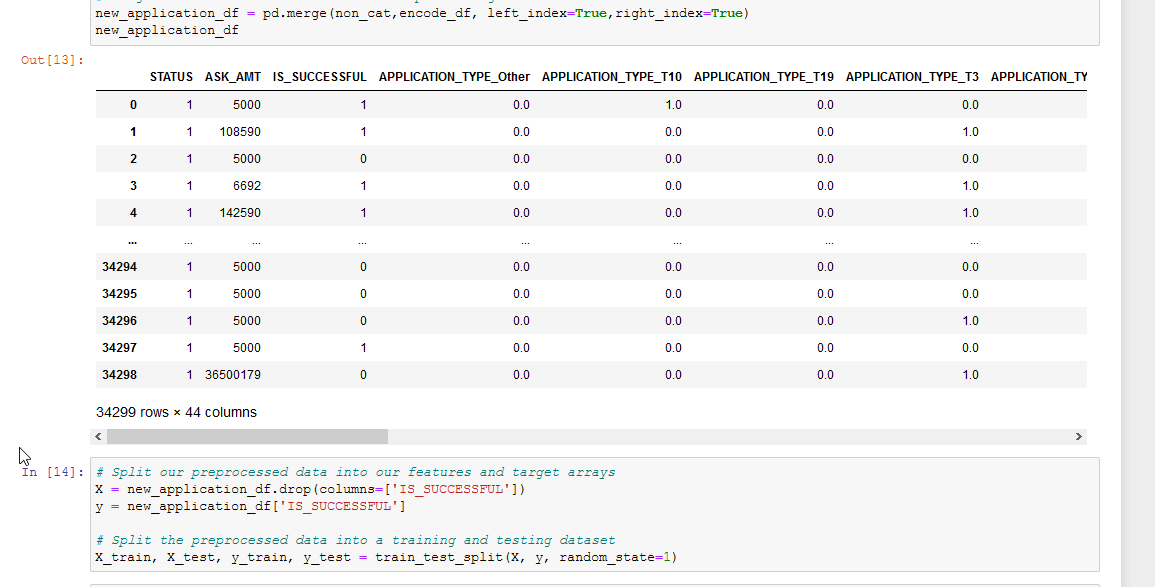 new_application_df = pd.merge(non_cat,encode_df, left_index=True,right_index=True)
new_application_df
Out[13]:
STATUS ASK_AMT IS_SUCCESSFUL APPLICATION_TYPE_Other APPLICATION_TYPE_T10 APPLICATION_TYPE_T19 APPLICATION_TYPE_T3 APPLICATION_TY
0 1 5000 1 0.0 1.0 0.0 0.0
1 1 108590 1 0.0 0.0 0.0 1.0
2 1 5000 0 0.0 0.0 0.0 0.0
3 1 6692 1 0.0 0.0 0.0 1.0
4 1 142590 1 0.0 0.0 0.0 1.0
... ... ... ... ... ... ... ...
34294 1 5000 0 0.0 0.0 0.0 0.0
34295 1 5000 0 0.0 0.0 0.0 0.0
34296 1 5000 0 0.0 0.0 0.0 1.0
34297 1 5000 1 0.0 0.0 0.0 0.0
34298 1 36500179 0 0.0 0.0 0.0 1.0
34299 rows × 44 columns
In [14]: # Split our preprocessed data into our features and target arrays
X = new_application_df.drop(columns=['IS_SUCCESSFUL'])
y = new_application_df['IS_SUCCESSFUL']
# Split the preprocessed data into a training and testing dataset
X_train, X_test, y_train, y_test = train_test_split(X, y, random_state=1)